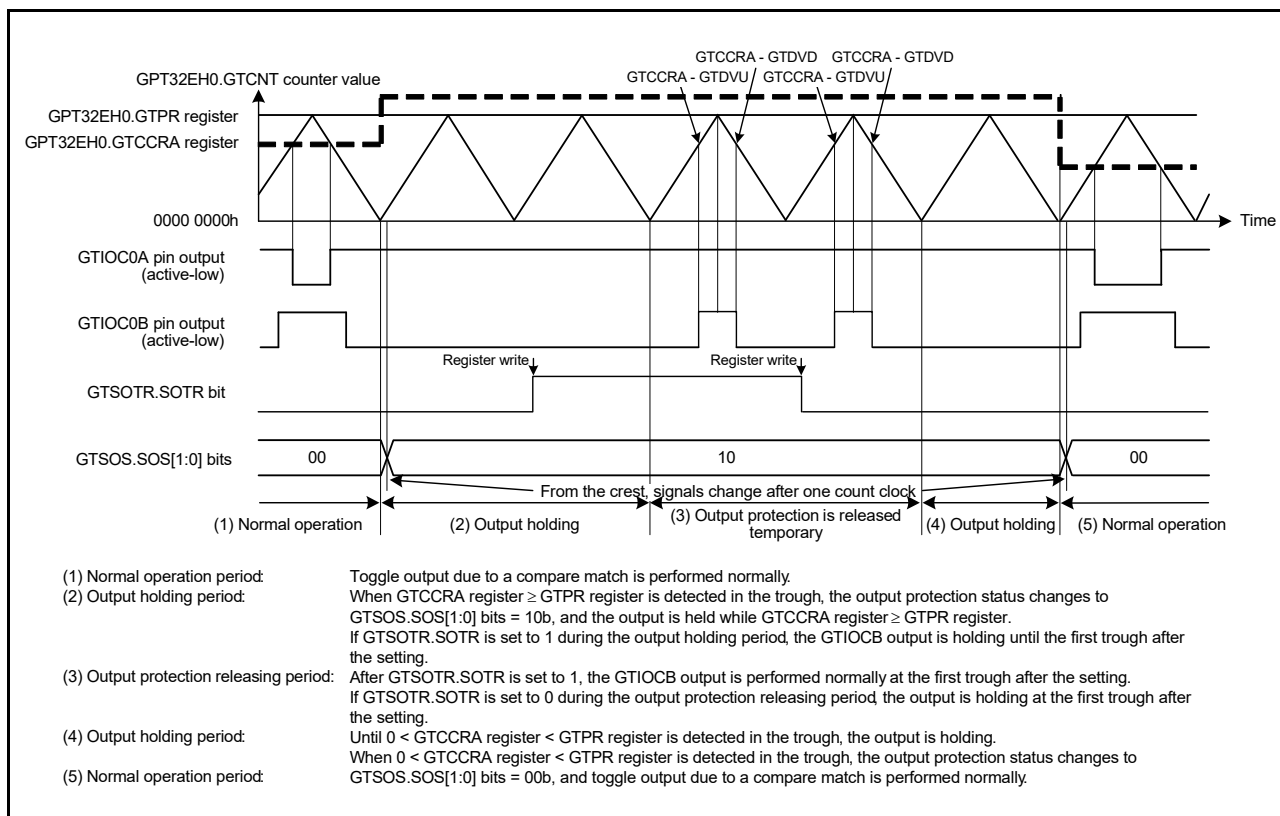 GTCCRA - GTDVD GTCCRA - GTDVD
GPT32EH0.GTCNT counter value GTCCRA - GTDVU GTCCRA - GTDVU
GPT32EH0.GTPR register
GPT32EH0.GTCCRA register
0000 0000h
Time
GTIOC0A pin output
(active-low)
GTIOC0B pin output
(active-low)
Register write Register write
GTSOTR.SOTR bit
GTSOS.SOS[1:0] bits 00 10 00
From the crest, signals change after one count clock
(1) Normal operation (2) Output holding (3) Output protection is released (4) Output holding (5) Normal operation
temporary
(1) Normal operation period: Toggle output due to a compare match is performed normally.
(2) Output holding period: When GTCCRA register ≥ GTPR register is detected in the trough, the output protection status changes to
GTSOS.SOS[1:0] bits = 10b, and the output is held while GTCCRA register ≥ GTPR register.
If GTSOTR.SOTR is set to 1 during the output holding period, the GTIOCB output is holding until the first trough after
the setting.
(3) Output protection releasing period: After GTSOTR.SOTR is set to 1, the GTIOCB output is performed normally at the first trough after the setting.
If GTSOTR.SOTR is set to 0 during the output protection releasing period, the output is holding at the first trough after
the setting.
(4) Output holding period: Until 0 < GTCCRA register < GTPR register is detected in the trough, the output is holding.
When 0 < GTCCRA register < GTPR register is detected in the trough, the output protection status changes to
(5) Normal operation period: GTSOS.SOS[1:0] bits = 00b, and toggle output due to a compare match is performed normally.